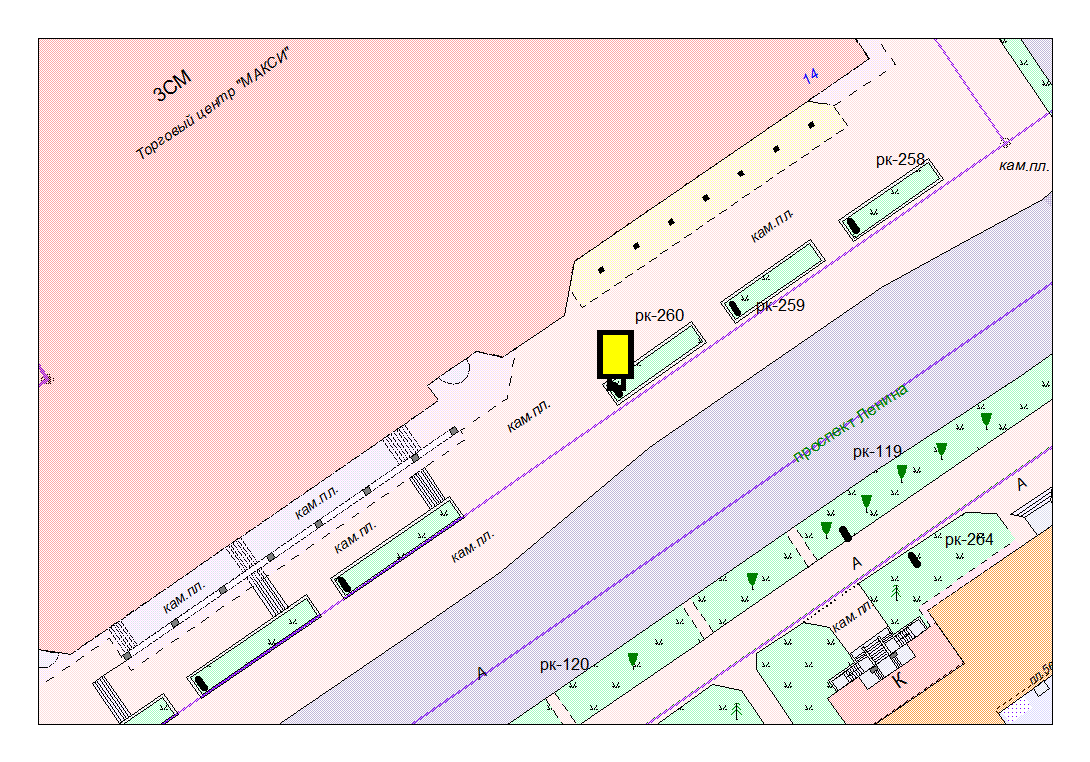 3СМ
Торговый центр "МАКСИ"
14
рк-258
кам.пл.
кам.пл.
рк-259
рк-260
кам.пл.
проспект Ленина
рк-119
А
кам.пл.
кам.пл.
кам.пл.
рк-264
А
кам.пл.
кам.пл.
рк-120
А
К